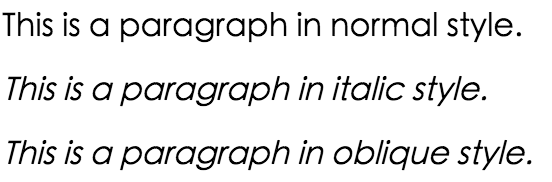 This is a paragraph in normal style.
This is a paragraph in italic style.
This is a paragraph in oblique style.